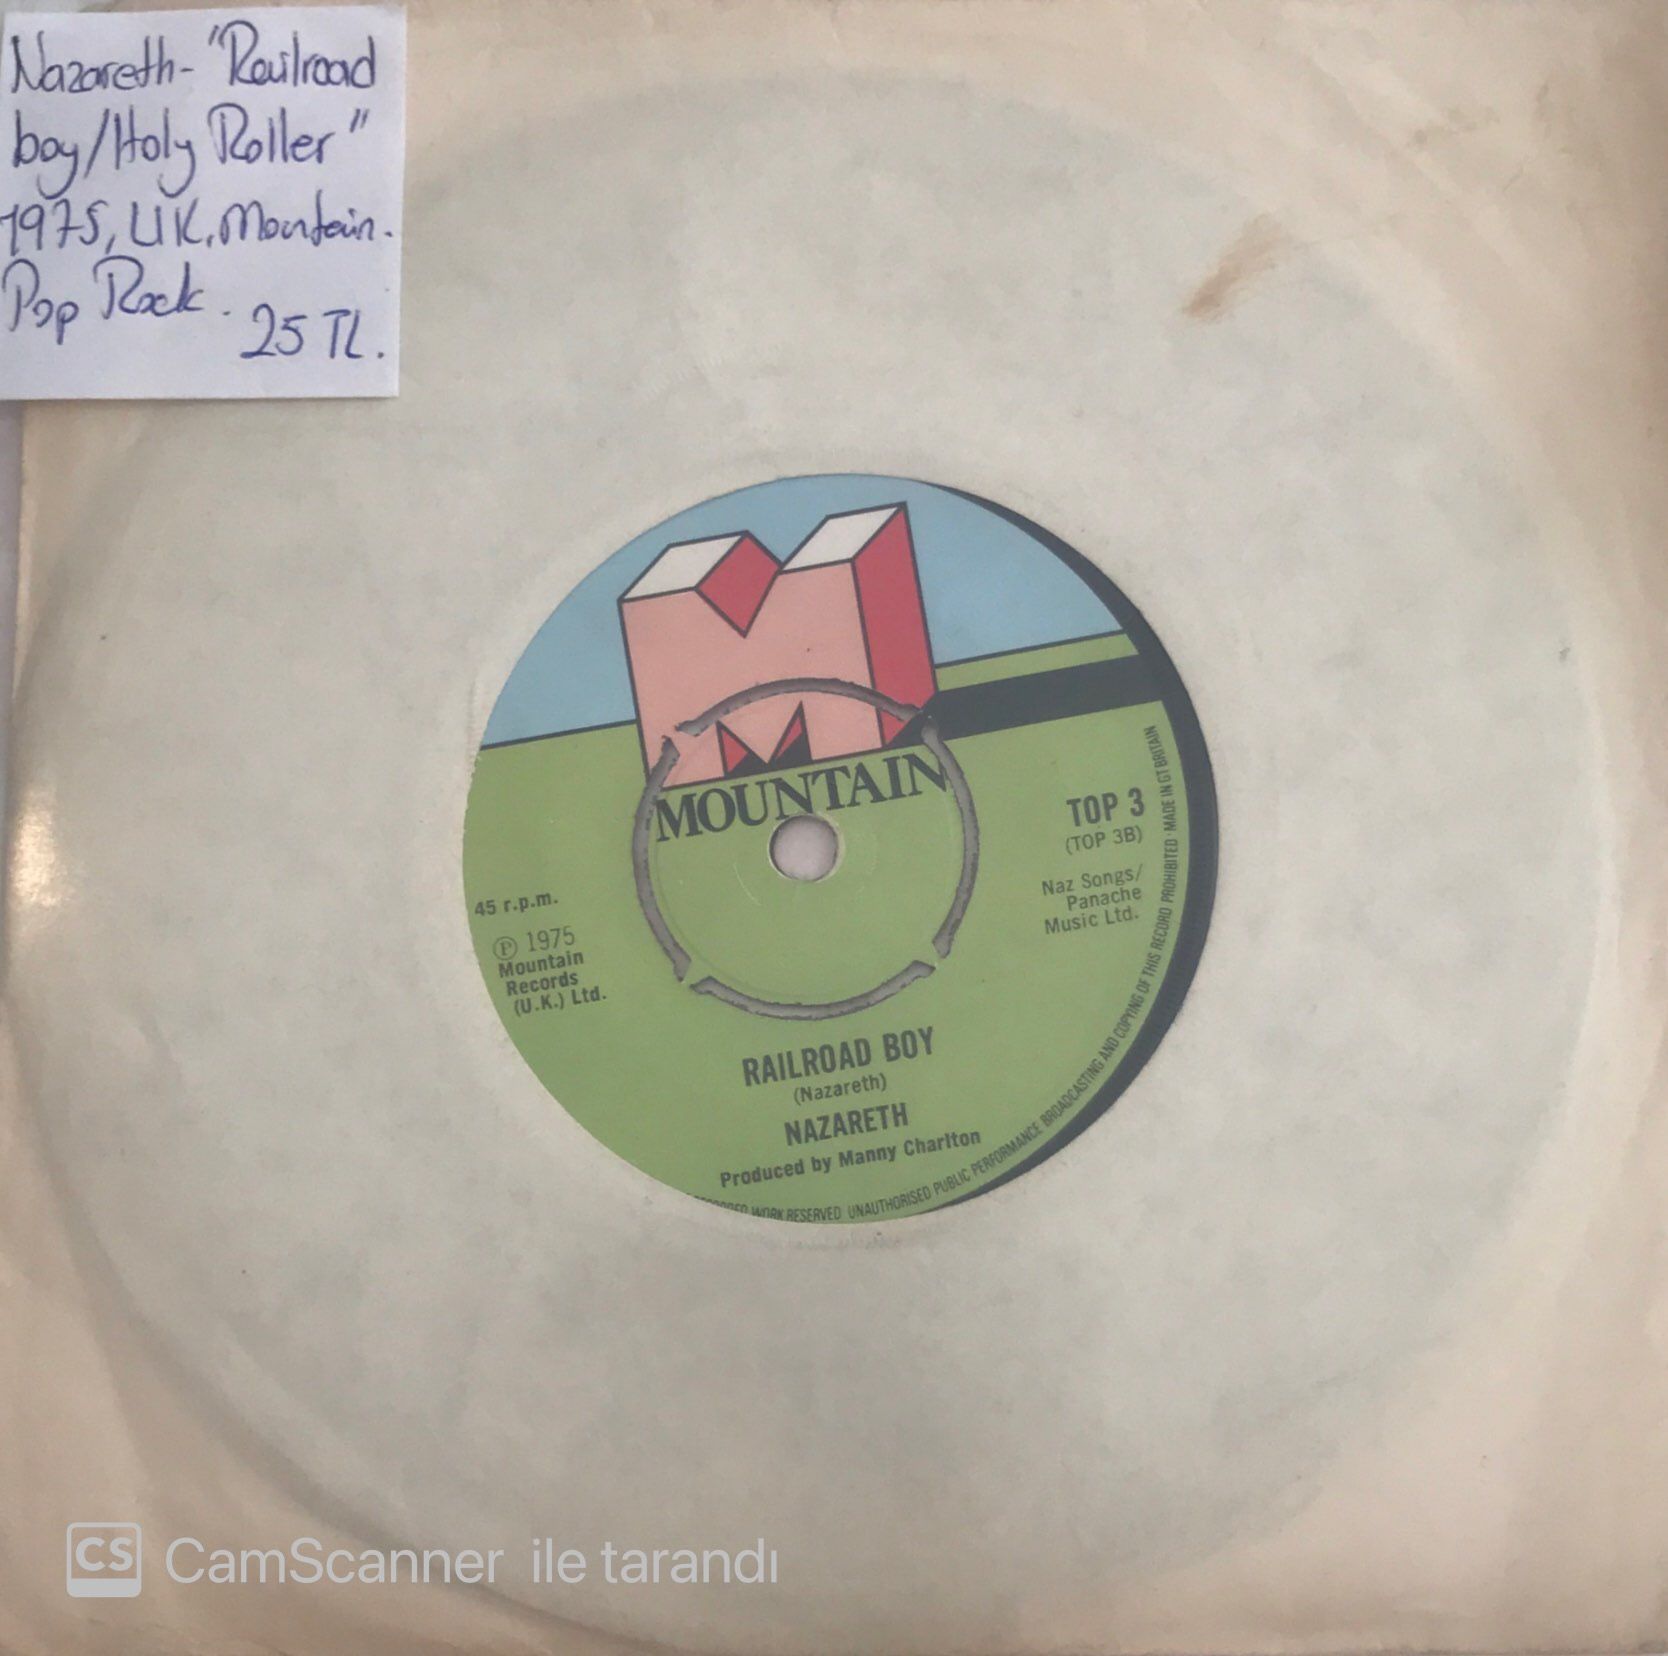 Nazareth - "Railroad
boy/Holy Roller"
1975, UK, Mountain.
Pop Rock.
25 TL.
MOUNTAIN
TOP 3
(TOP 3B)
Naz Songs/
Panache
Music Ltd.
45 r.p.m.
Ⓟ 1975
Mountain
Records
(U.K.) Ltd.
RAILROAD BOY
(Nazareth)
NAZARETH
Produced by Manny Charlton
WORK RESERVED UNAUTHORISED PUBLIC PERFORMANCE BROADCASTING AND COPYING OF THIS RECORD PROHIBITED · MADE IN GT BRITAIN
CS CamScanner ile tarandı